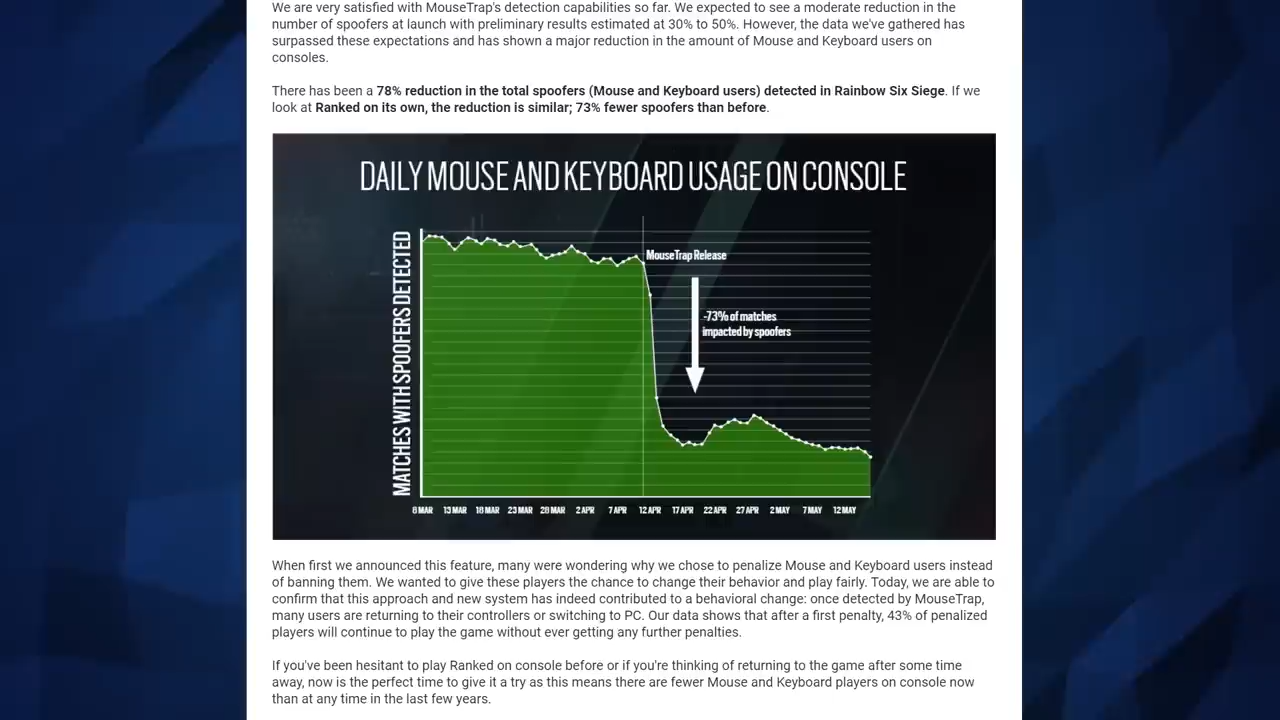 We are very satisfied with MouseTrap's detection capabilities so far. We expected to see a moderate reduction in the
number of spoofers at launch with preliminary results estimated at 30% to 50%. However, the data we've gathered has
surpassed these expectations and has shown a major reduction in the amount of Mouse and Keyboard users on
consoles.
There has been a 78% reduction in the total spoofers (Mouse and Keyboard users) detected in Rainbow Six Siege. If we
look at Ranked on its own, the reduction is similar; 73% fewer spoofers than before.
DAILY MOUSE AND KEYBOARD USAGE ON CONSOLE
MATCHES WITH SPOOFERS DETECTED
MouseTrap Release
-73% of matches
impacted by spoofers
8 MAR 13 MAR 18 MAR 23 MAR 28 MAR 2 APR 7 APR 12 APR 17 APR 22 APR 27 APR 2 MAY 7 MAY 12 MAY
When first we announced this feature, many were wondering why we chose to penalize Mouse and Keyboard users instead
of banning them. We wanted to give these players the chance to change their behavior and play fairly. Today, we are able to
confirm that this approach and new system has indeed contributed to a behavioral change: once detected by MouseTrap,
many users are returning to their controllers or switching to PC. Our data shows that after a first penalty, 43% of penalized
players will continue to play the game without ever getting any further penalties.
If you've been hesitant to play Ranked on console before or if you're thinking of returning to the game after some time
away, now is the perfect time to give it a try as this means there are fewer Mouse and Keyboard players on console now
than at any time in the last few years.